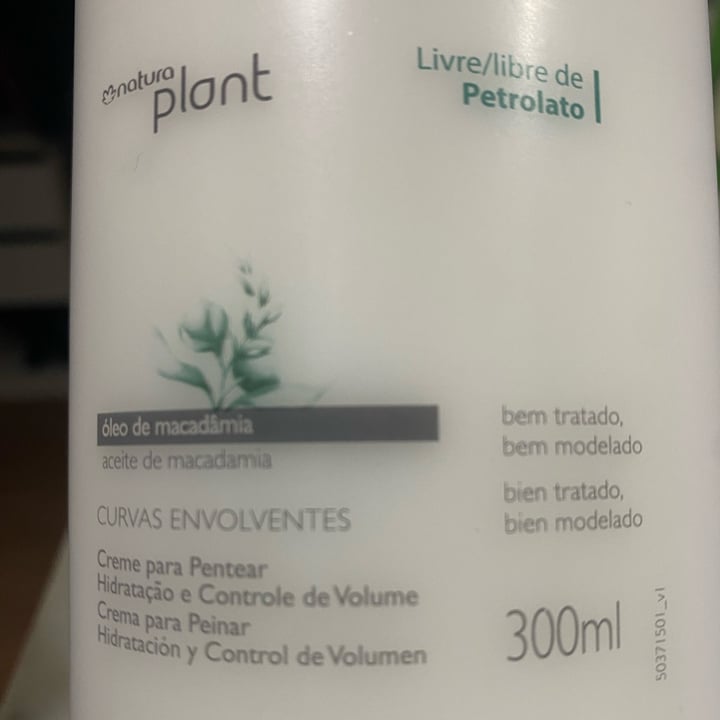 natura
plant
Livre/libre de
Petrolato
óleo de macadâmia
aceite de macadamia
CURVAS ENVOLVENTES
Creme para Pentear
Hidratação e Controle de Volume
Crema para Peinar
Hidratación y Control de Volumen
bem tratado,
bem modelado
bien tratado,
bien modelado
300ml
50371501_v1